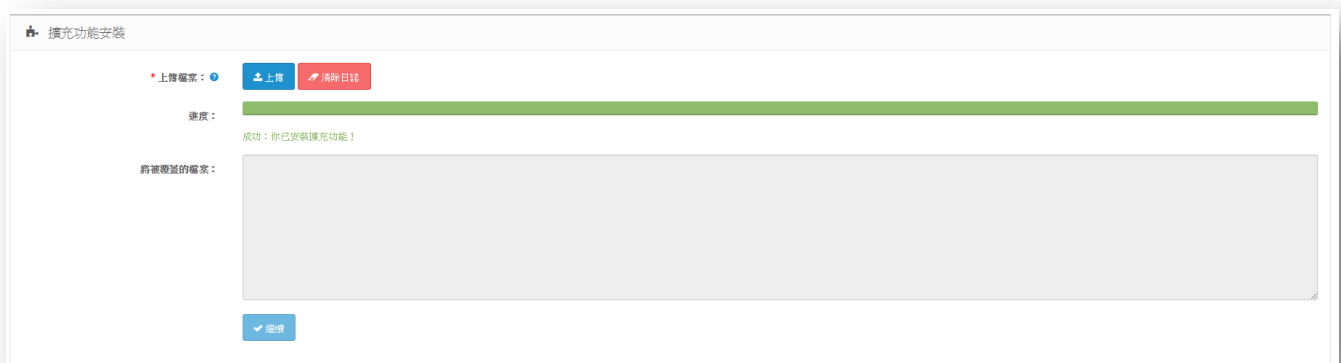 擴充功能安裝
* 上傳檔案：
上傳 清除日誌
進度：
成功：你已安裝擴充功能！
將被覆蓋的檔案：
繼續